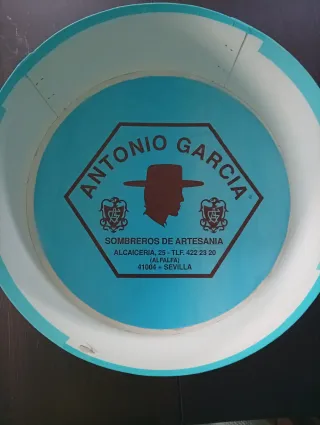 ANTONIO GARCIA
SOMBREROS DE ARTESANIA
ALCAICERIA, 25 - TLF. 422 23 20
(ALFALFA)
41004 - SEVILLA